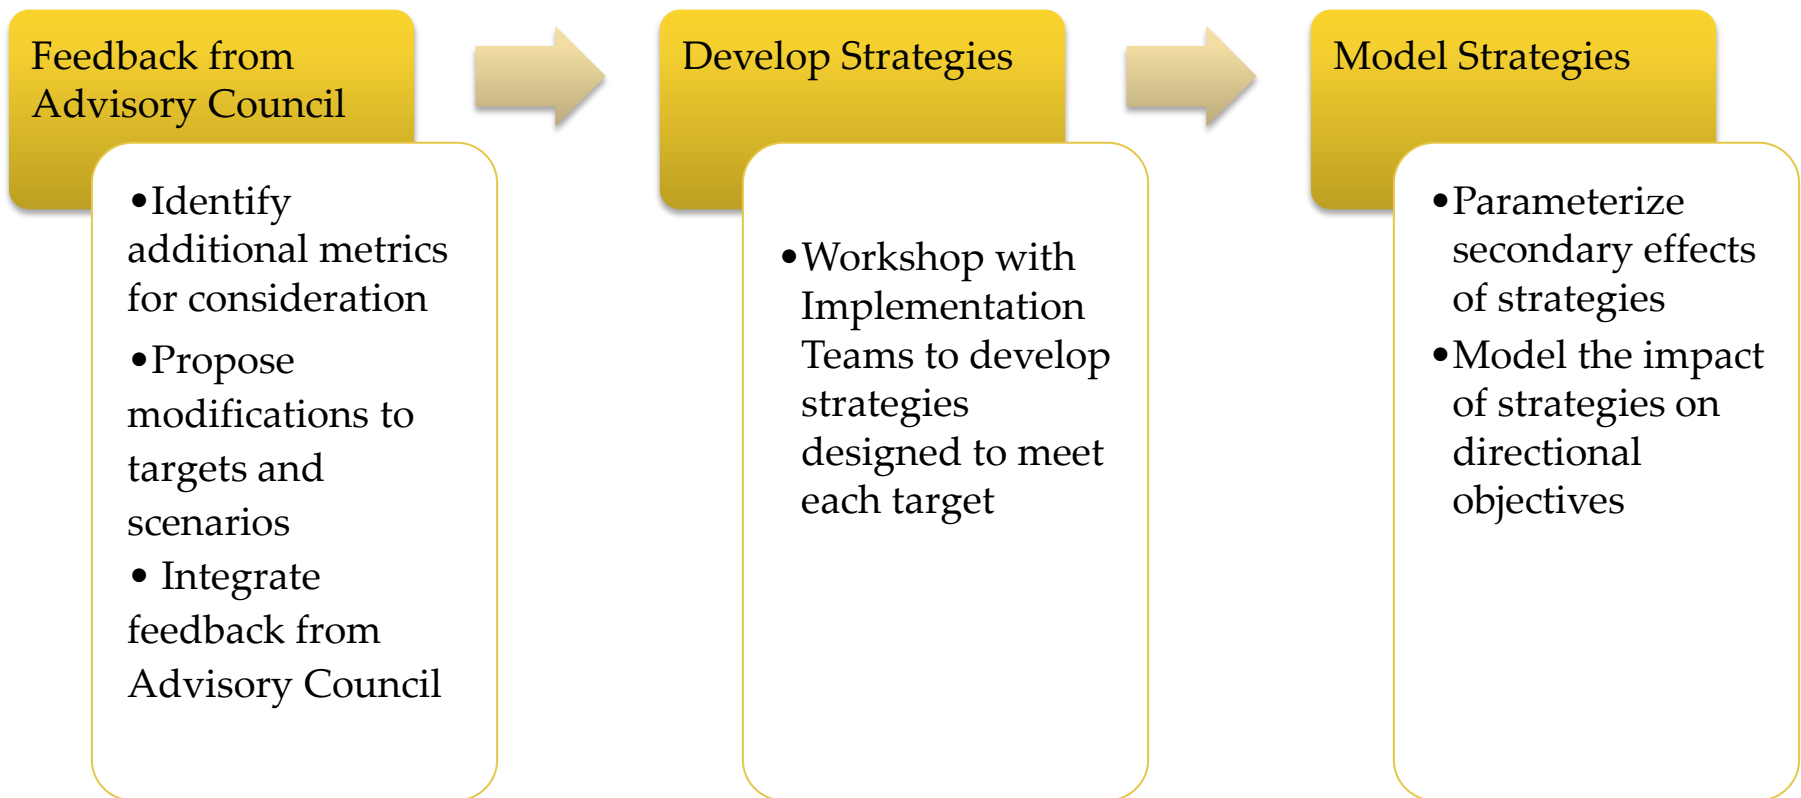 Feedback from
Advisory Council
•Identify
additional metrics
for consideration
•Propose
modifications to
targets and
scenarios
• Integrate
feedback from
Advisory Council
Develop Strategies
•Workshop with
Implementation
Teams to develop
strategies
designed to meet
each target
Model Strategies
•Parameterize
secondary effects
of strategies
•Model the impact
of strategies on
directional
objectives